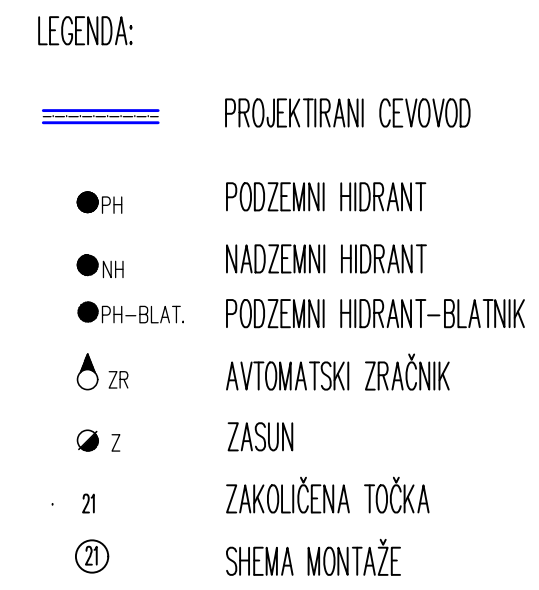 LEGENDA:
PROJEKTIRANI CEVOVOD
PH PODZEMNI HIDRANT
NH NADZEMNI HIDRANT
PH-BLAT. PODZEMNI HIDRANT-BLATNIK
ZR AVTOMATSKI ZRAČNIK
Z ZASUN
21 ZAKOLIČENA TOČKA
21 SHEMA MONTAŽE